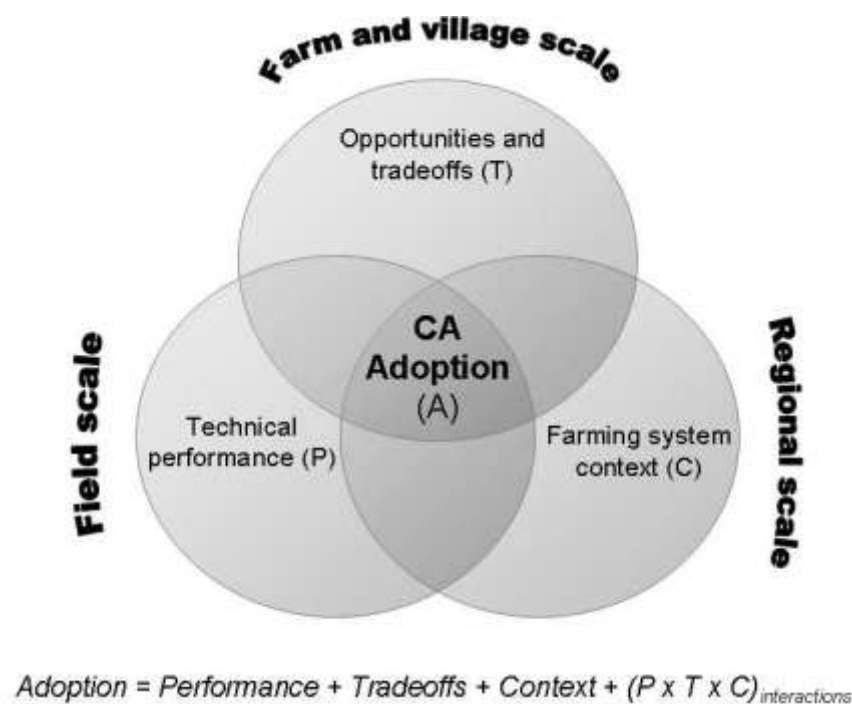 Farm and village scale
Opportunities and
tradeoffs (T)
CA
Adoption
(A)
Field scale
Technical
performance (P)
Farming system
context (C)
Regional scale
Adoption = Performance + Tradeoffs + Context + (P x T x C)interactions